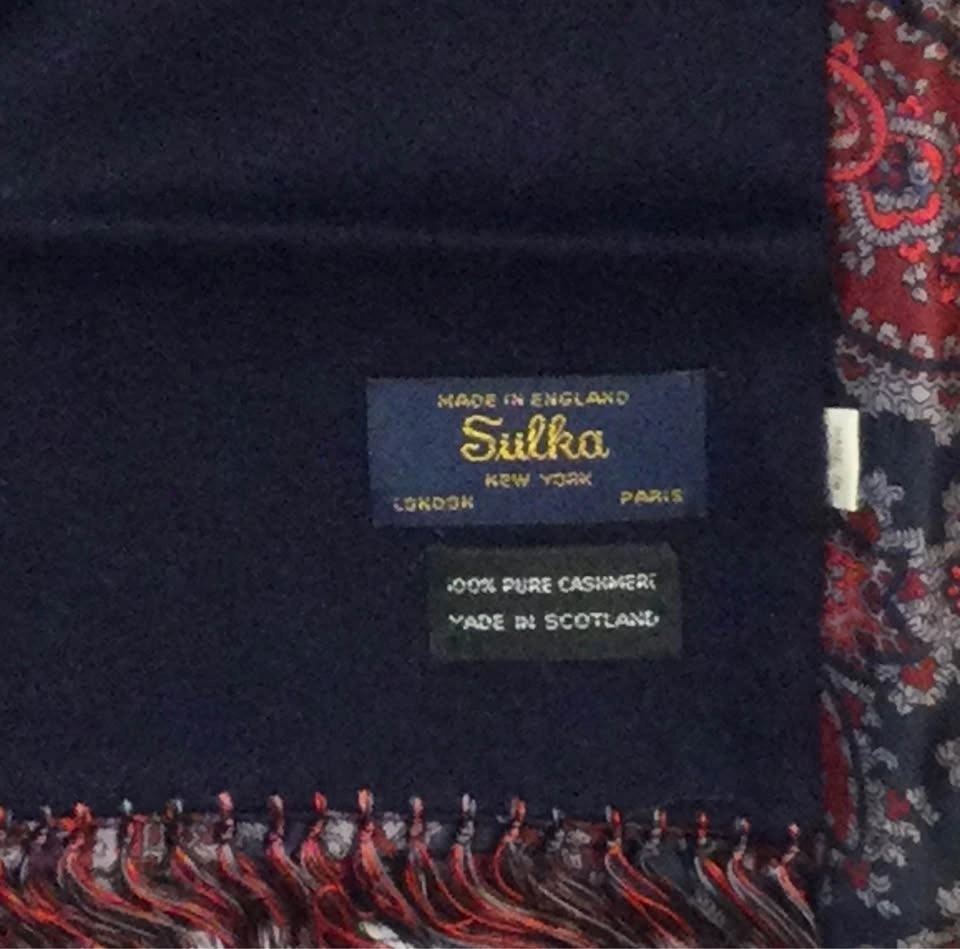 MADE IN ENGLAND
Sulka
NEW YORK
LONDON PARIS
100% PURE CASHMERE
MADE IN SCOTLAND